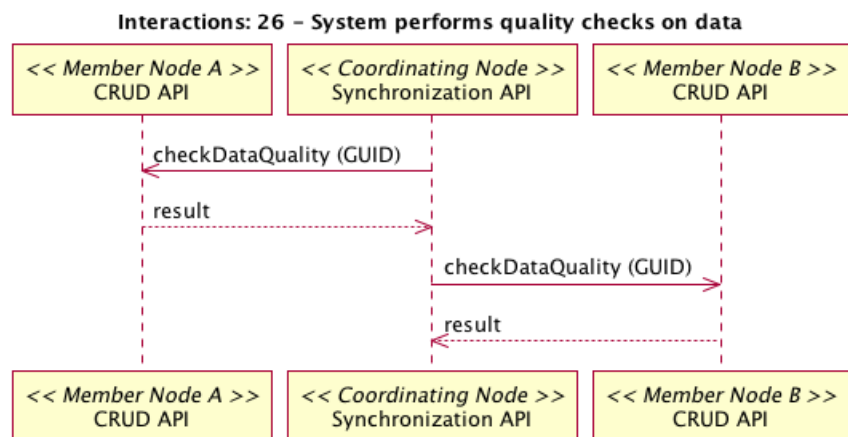 Interactions: 26 – System performs quality checks on data
<< Member Node A >>
CRUD API
<< Coordinating Node >>
Synchronization API
<< Member Node B >>
CRUD API
checkDataQuality (GUID)
result
checkDataQuality (GUID)
result
<< Member Node A >>
CRUD API
<< Coordinating Node >>
Synchronization API
<< Member Node B >>
CRUD API